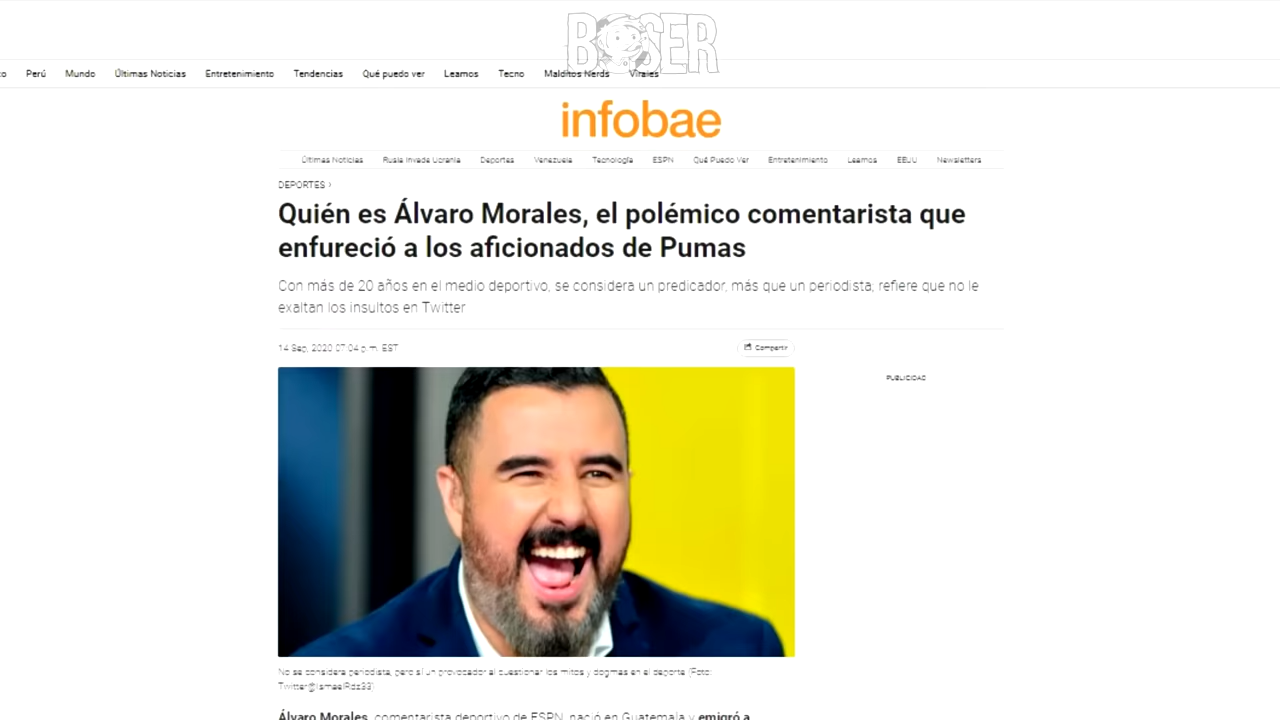 BOSER
Perú Mundo Últimas Noticias Entretenimiento Tendencias Qué puedo ver Leamos Tecno Malditos Nerds Virales
infobae
Últimas Noticias Rusia Invade Ucrania Deportes Venezuela Tecnología ESPN Qué Puedo Ver Entretenimiento Leamos EEUU Newsletters
DEPORTES ›
Quién es Álvaro Morales, el polémico comentarista que
enfureció a los aficionados de Pumas
Con más de 20 años en el medio deportivo, se considera un predicador, más que un periodista; refiere que no le
exaltan los insultos en Twitter
14 Sep, 2020 07:04 p.m. EST
Compartir
PUBLICIDAD
No se considera periodista, pero sí un provocador al cuestionar los mitos y dogmas en el deporte (Foto:
Twitter@IsmaelRdz33)
Álvaro Morales, comentarista deportivo de ESPN, nació en Guatemala y emigró a